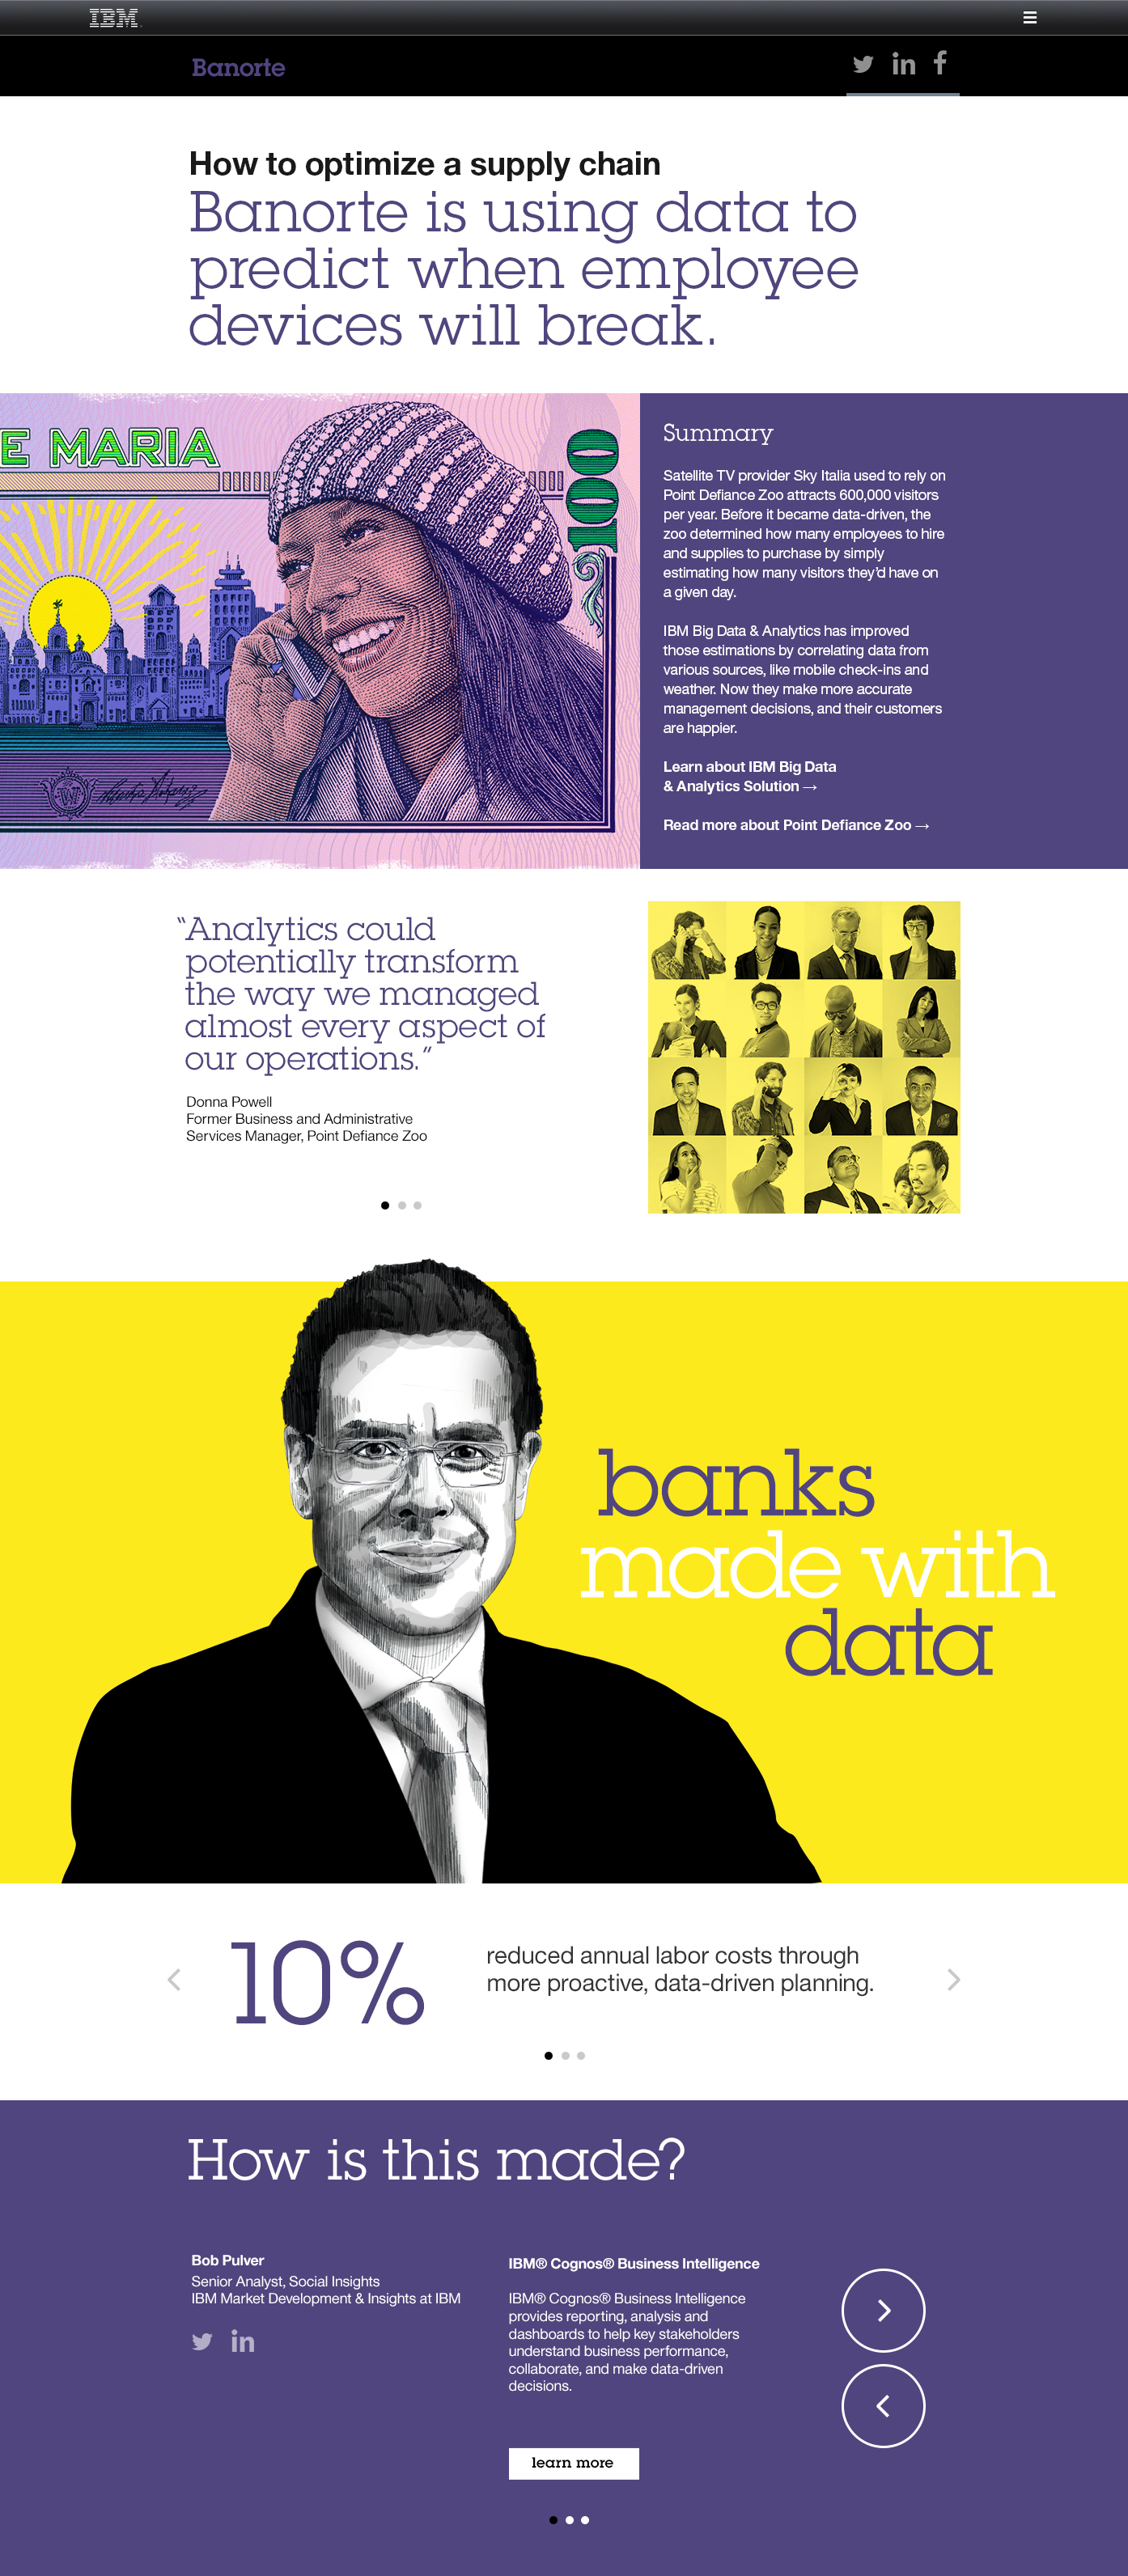 IBM
Banorte
How to optimize a supply chain
Banorte is using data to
predict when employee
devices will break.
E MARIA
100
Summary
Satellite TV provider Sky Italia used to rely on
Point Defiance Zoo attracts 600,000 visitors
per year. Before it became data-driven, the
zoo determined how many employees to hire
and supplies to purchase by simply
estimating how many visitors they'd have on
a given day.
IBM Big Data & Analytics has improved
those estimations by correlating data from
various sources, like mobile check-ins and
weather. Now they make more accurate
management decisions, and their customers
are happier.
Learn about IBM Big Data
& Analytics Solution →
Read more about Point Defiance Zoo →
“Analytics could
potentially transform
the way we managed
almost every aspect of
our operations.”
Donna Powell
Former Business and Administrative
Services Manager, Point Defiance Zoo
banks
made with
data
10%
reduced annual labor costs through
more proactive, data-driven planning.
How is this made?
Bob Pulver
Senior Analyst, Social Insights
IBM Market Development & Insights at IBM
in
IBM® Cognos® Business Intelligence
IBM® Cognos® Business Intelligence
provides reporting, analysis and
dashboards to help key stakeholders
understand business performance,
collaborate, and make data-driven
decisions.
learn more